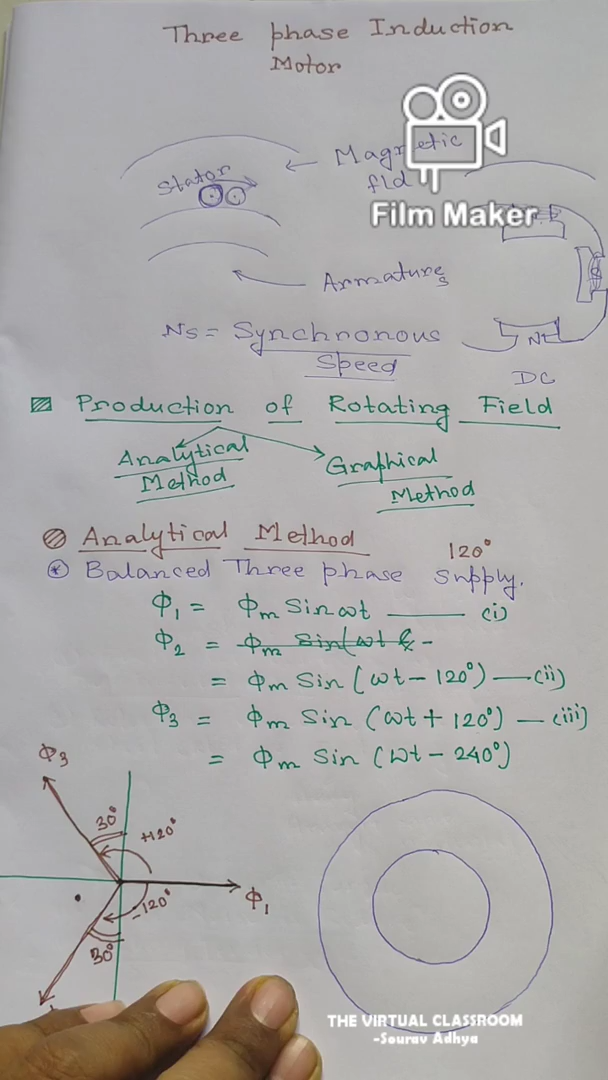 Three phase Induction
Motor
Magnetic
fld
Stator
Film Maker
Armature
Ns = Synchronous
Speed
N
DC
Production of Rotating Field
Analytical
Method
Graphical
Method
Analytical Method
120°
Balanced Three phase Supply.
Φ1 = Φm Sin ωt —— (i)
Φ2 = Φm Sin(ωt
= Φm Sin (ωt - 120°) — (ii)
Φ3 = Φm Sin (ωt + 120°) — (iii)
= Φm Sin (ωt - 240°)
Φ3
30°
+120°
Φ1
-120°
30°
THE VIRTUAL CLASSROOM
-Sourav Adhya